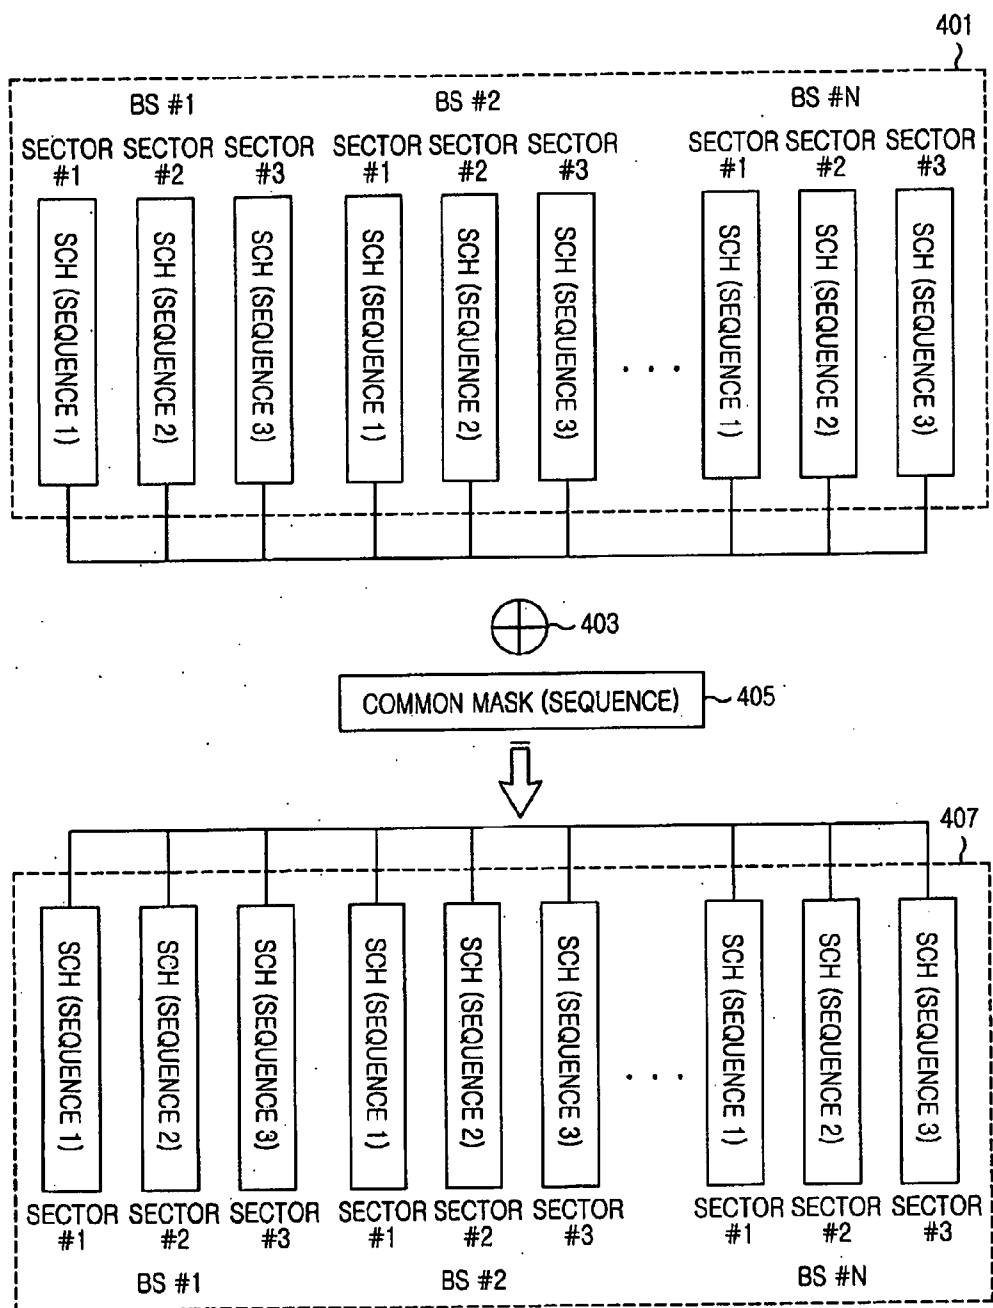 401
BS #1 BS #2 BS #N
SECTOR SECTOR SECTOR SECTOR SECTOR SECTOR SECTOR SECTOR SECTOR
#1 #2 #3 #1 #2 #3 #1 #2 #3
SCH (SEQUENCE 1)
SCH (SEQUENCE 2)
SCH (SEQUENCE 3)
SCH (SEQUENCE 1)
SCH (SEQUENCE 2)
SCH (SEQUENCE 3)
. . .
SCH (SEQUENCE 1)
SCH (SEQUENCE 2)
SCH (SEQUENCE 3)
403
COMMON MASK (SEQUENCE)
405
407
SCH (SEQUENCE 1)
SCH (SEQUENCE 2)
SCH (SEQUENCE 3)
SCH (SEQUENCE 1)
SCH (SEQUENCE 2)
SCH (SEQUENCE 3)
. . .
SCH (SEQUENCE 1)
SCH (SEQUENCE 2)
SCH (SEQUENCE 3)
SECTOR SECTOR SECTOR SECTOR SECTOR SECTOR SECTOR SECTOR SECTOR
#1 #2 #3 #1 #2 #3 #1 #2 #3
BS #1 BS #2 BS #N